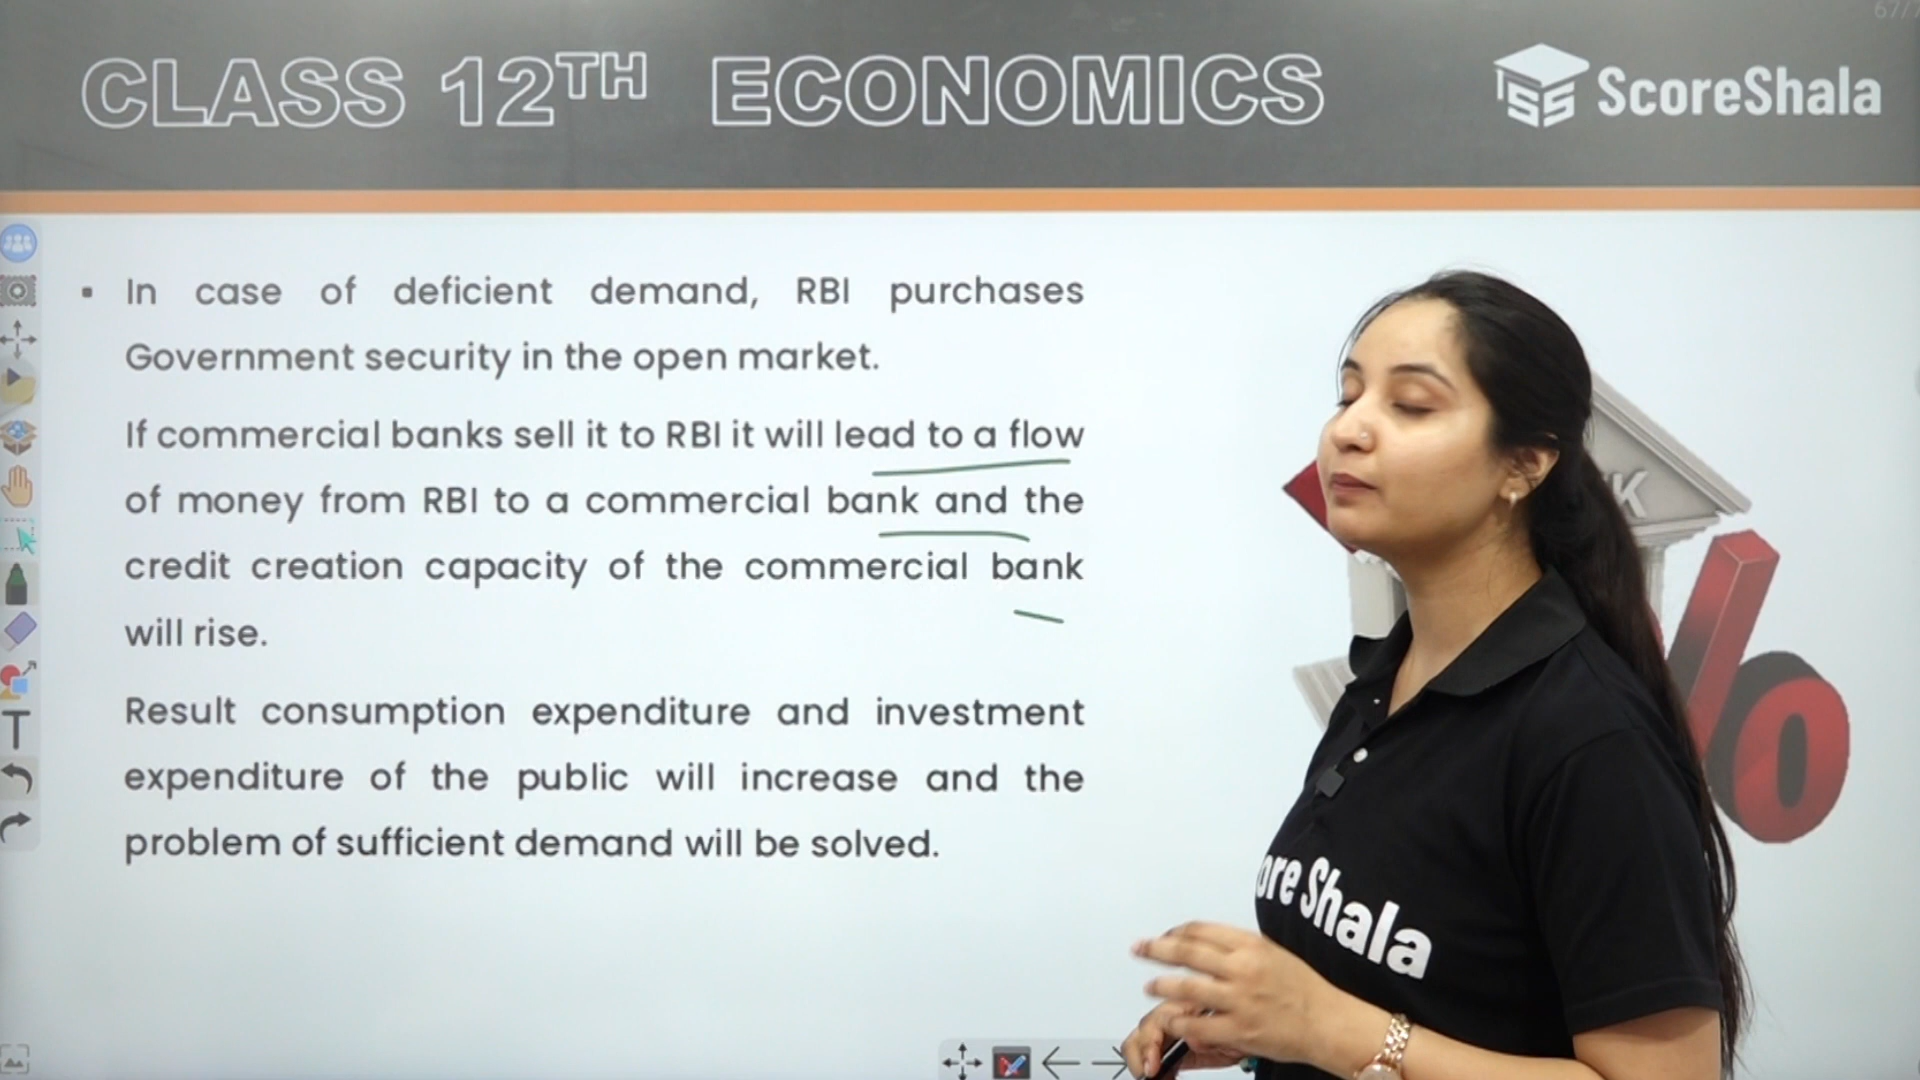 67/
CLASS 12TH ECONOMICS
SS ScoreShala
▪ In case of deficient demand, RBI purchases
Government security in the open market.
If commercial banks sell it to RBI it will lead to a flow
of money from RBI to a commercial bank and the
credit creation capacity of the commercial bank
will rise.
Result consumption expenditure and investment
expenditure of the public will increase and the
problem of sufficient demand will be solved.
K
%
ore Shala
T